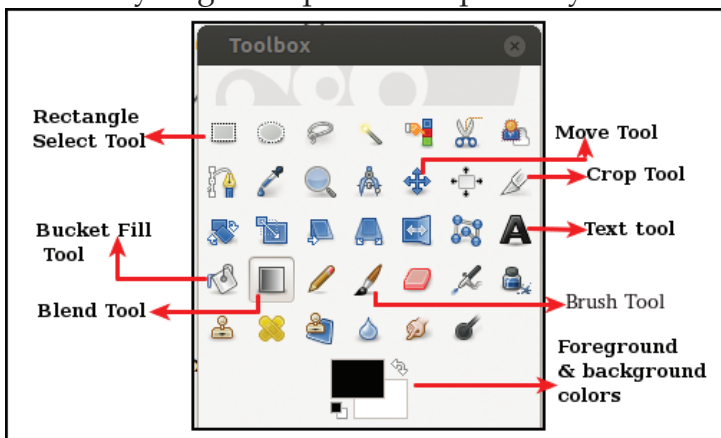 Toolbox
Rectangle
Select Tool
Move Tool
Crop Tool
Bucket Fill
Tool
Text tool
Blend Tool
Brush Tool
Foreground
& background
colors